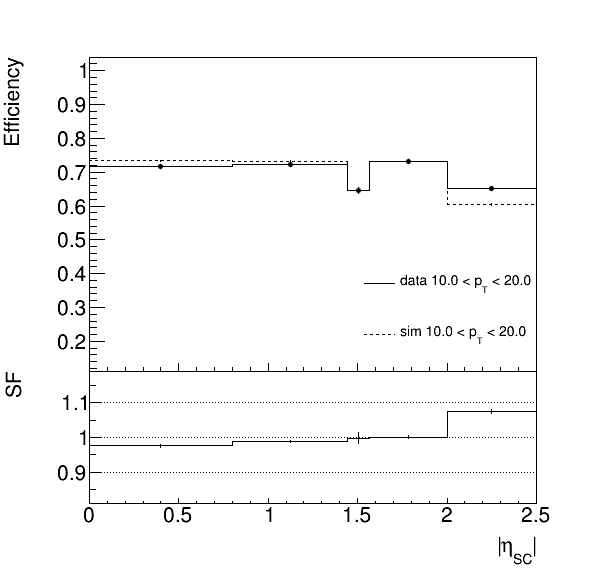 Efficiency
1
0.9
0.8
0.7
0.6
0.5
0.4
0.3
0.2
data 10.0 < p_T < 20.0
sim 10.0 < p_T < 20.0
SF
1.1
1
0.9
0 0.5 1 1.5 2 2.5
|η_SC|